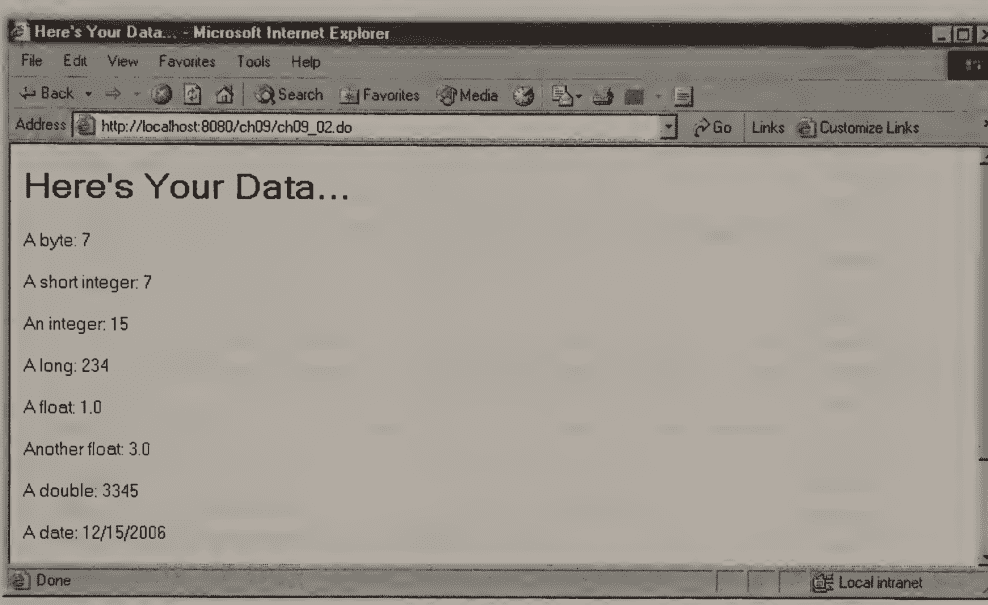 Here's Your Data... - Microsoft Internet Explorer
File Edit View Favorites Tools Help
Back Search Favorites Media
Address http://localhost:8080/ch09/ch09_02.do Go Links Customize Links
Here's Your Data...
A byte: 7
A short integer: 7
An integer: 15
A long: 234
A float: 1.0
Another float: 3.0
A double: 3345
A date: 12/15/2006
Done Local intranet